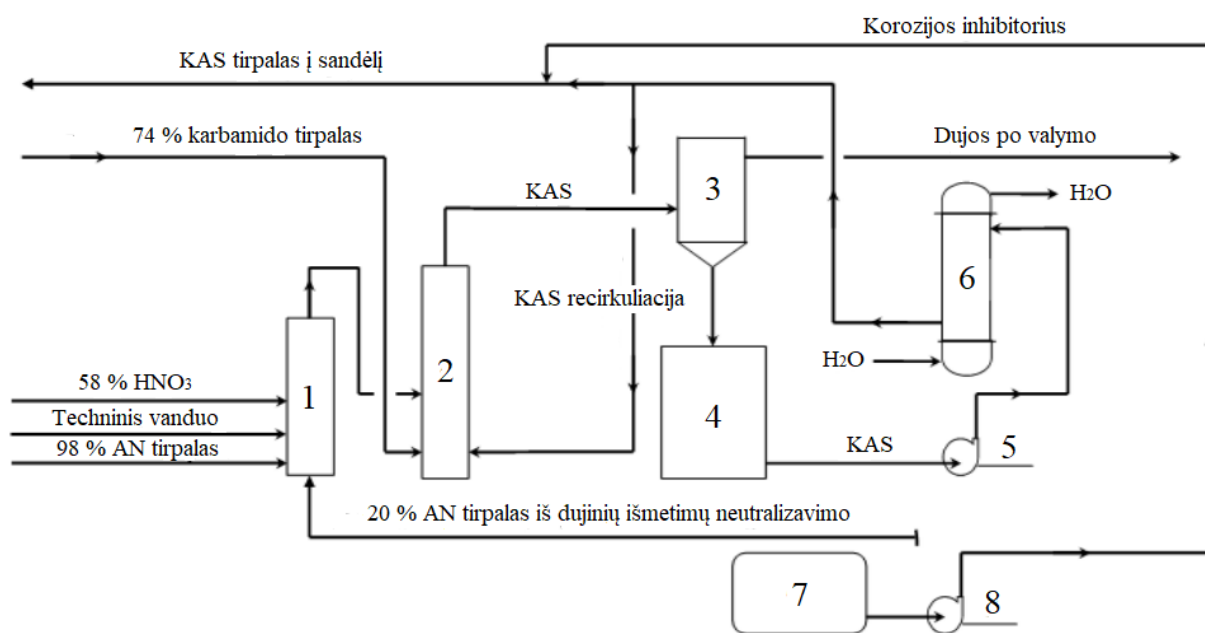 Korozijos inhibitorius
KAS tirpalas į sandėlį
74 % karbamido tirpalas
Dujos po valymo
3
KAS
H2O
6
KAS recirkuliacija
2
H2O
58 % HNO3
1
Techninis vanduo
4
98 % AN tirpalas
KAS
5
20 % AN tirpalas iš dujinių išmetimų neutralizavimo
7
8